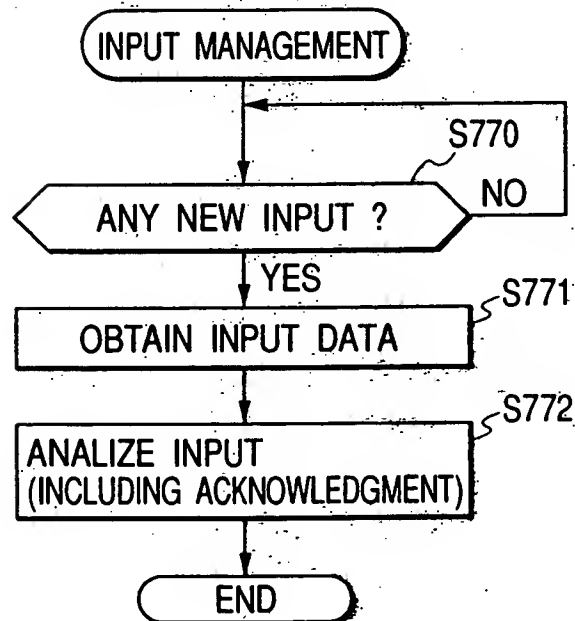 INPUT MANAGEMENT
S770
ANY NEW INPUT ?
NO
YES
S771
OBTAIN INPUT DATA
S772
ANALIZE INPUT
(INCLUDING ACKNOWLEDGMENT)
END